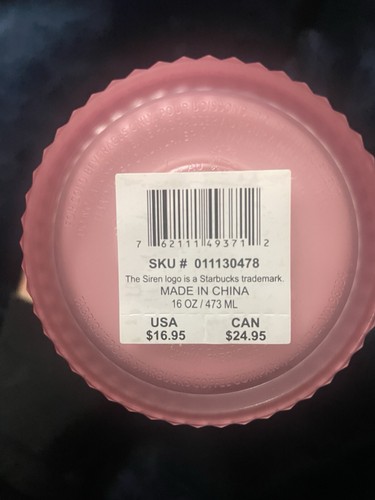 7 62111 49371 2
SKU # 011130478
The Siren logo is a Starbucks trademark.
MADE IN CHINA
16 OZ / 473 ML
USA CAN
$16.95 $24.95